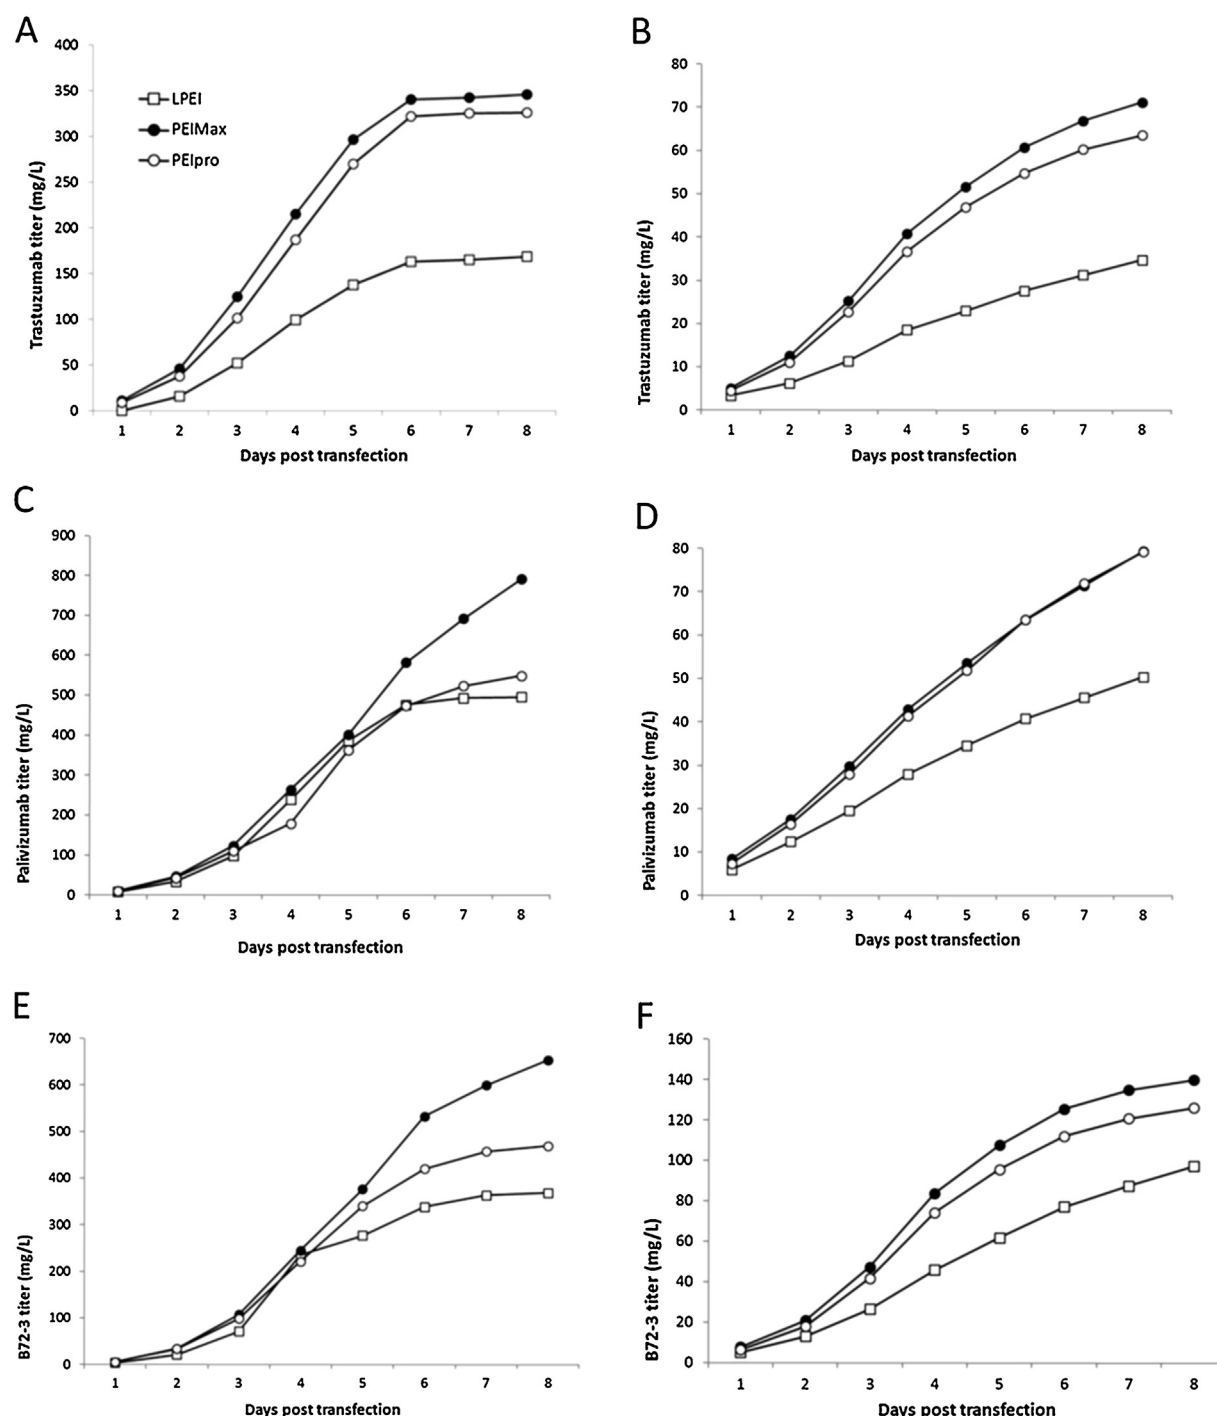 A
400
350
300
250
200
150
100
50
0
LPEI
PEIMax
PEIpro
Trastuzumab titer (mg/L)
1 2 3 4 5 6 7 8
Days post transfection
B
80
70
60
50
40
30
20
10
0
Trastuzumab titer (mg/L)
1 2 3 4 5 6 7 8
Days post transfection
C
900
800
700
600
500
400
300
200
100
0
Palivizumab titer (mg/L)
1 2 3 4 5 6 7 8
Days post transfection
D
80
70
60
50
40
30
20
10
0
Palivizumab titer (mg/L)
1 2 3 4 5 6 7 8
Days post transfection
E
700
600
500
400
300
200
100
0
B72-3 titer (mg/L)
1 2 3 4 5 6 7 8
Days post transfection
F
160
140
120
100
80
60
40
20
0
B72-3 titer (mg/L)
1 2 3 4 5 6 7 8
Days post transfection